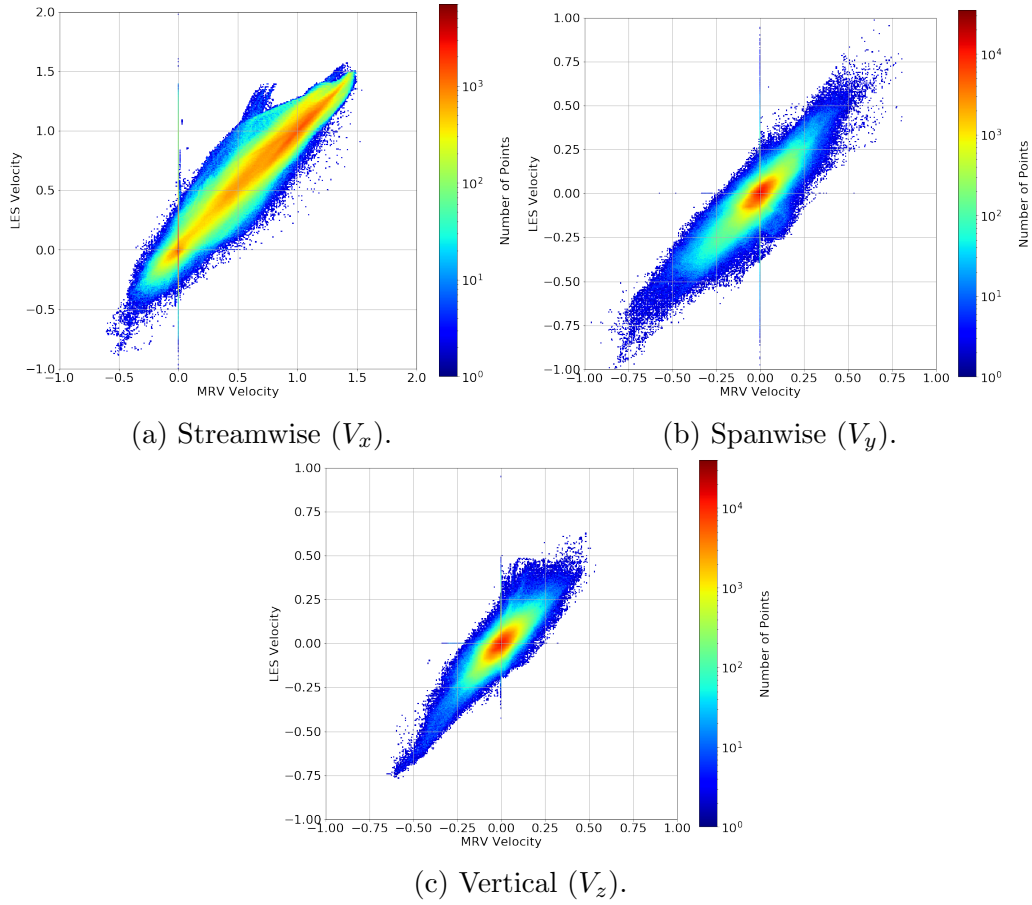 2.0
1.5
1.0
0.5
0.0
−0.5
−1.0
LES Velocity
−1.0 −0.5 0.0 0.5 1.0 1.5 2.0
MRV Velocity
10^3
10^2
10^1
10^0
Number of Points
(a) Streamwise (V_x).
1.00
0.75
0.50
0.25
0.00
−0.25
−0.50
−0.75
−1.00
LES Velocity
−1.00 −0.75 −0.50 −0.25 0.00 0.25 0.50 0.75 1.00
MRV Velocity
10^4
10^3
10^2
10^1
10^0
Number of Points
(b) Spanwise (V_y).
1.00
0.75
0.50
0.25
0.00
−0.25
−0.50
−0.75
−1.00
LES Velocity
−1.00 −0.75 −0.50 −0.25 0.00 0.25 0.50 0.75 1.00
MRV Velocity
10^4
10^3
10^2
10^1
10^0
Number of Points
(c) Vertical (V_z).